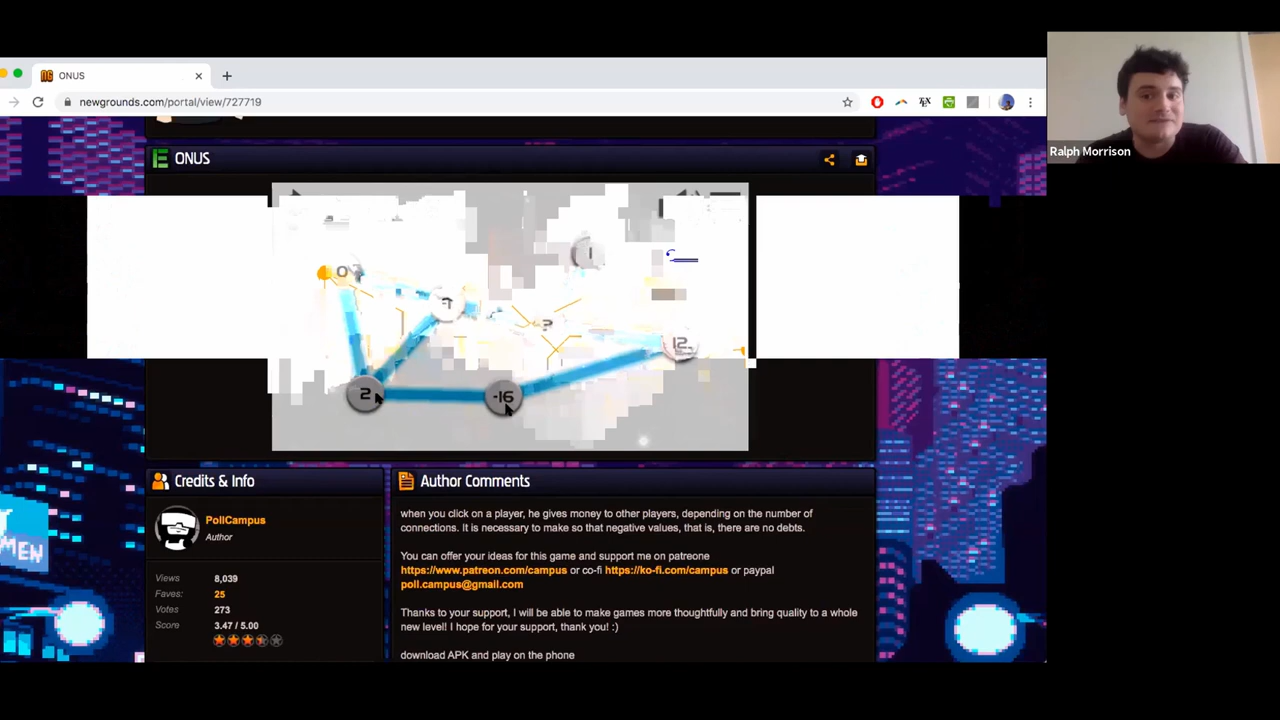 ONUS
newgrounds.com/portal/view/727719
Ralph Morrison
ONUS
0
-1
1
12
2
-16
Credits & Info
PollCampus
Author
Views 8,039
Faves: 25
Votes 273
Score 3.47 / 5.00
Author Comments
when you click on a player, he gives money to other players, depending on the number of
connections. It is necessary to make so that negative values, that is, there are no debts.
You can offer your ideas for this game and support me on patreone
https://www.patreon.com/campus or co-fi https://ko-fi.com/campus or paypal
poll.campus@gmail.com
Thanks to your support, I will be able to make games more thoughtfully and bring quality to a whole
new level! I hope for your support, thank you! :)
download APK and play on the phone
MEN